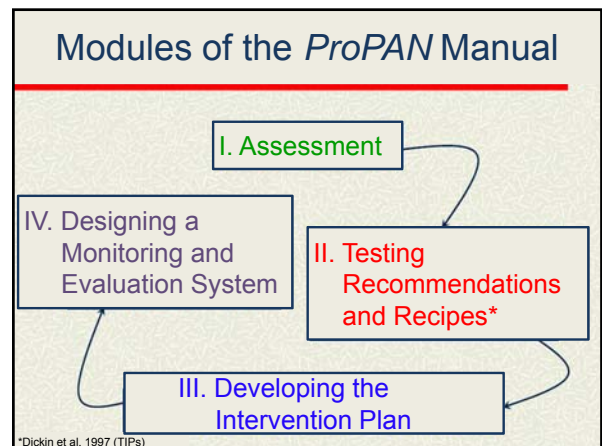 Modules of the ProPAN Manual
I. Assessment
II. Testing
Recommendations
and Recipes*
III. Developing the
Intervention Plan
IV. Designing a
Monitoring and
Evaluation System
*Dickin et al. 1997 (TIPs)